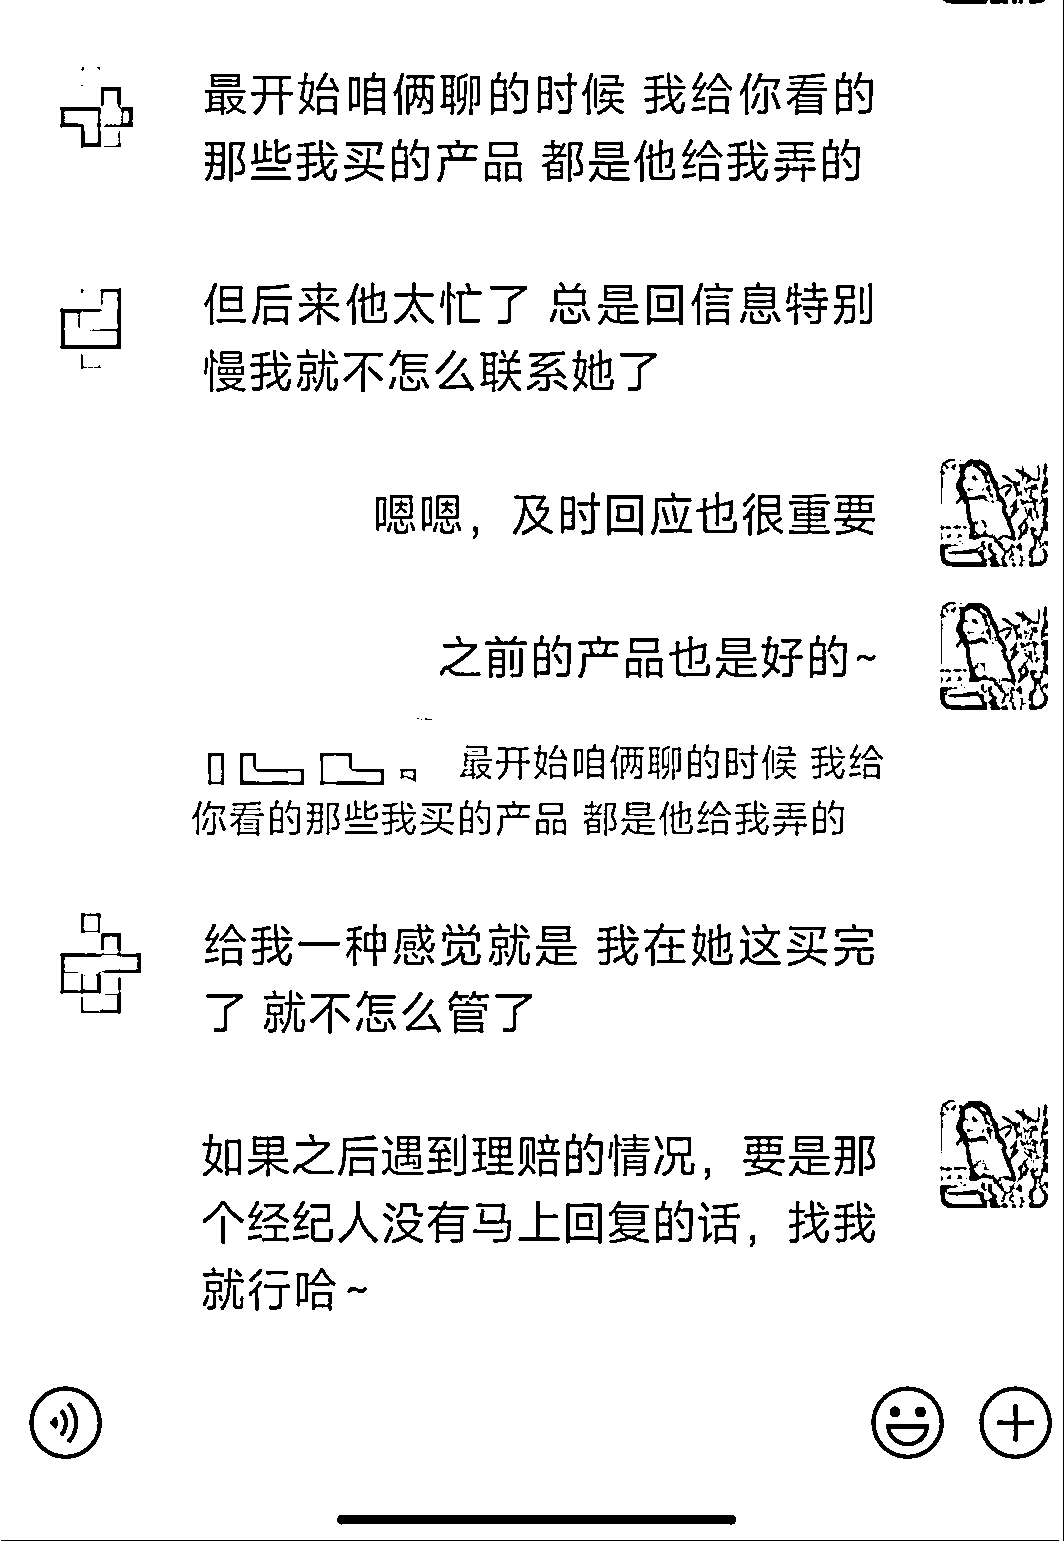 最开始咱俩聊的时候 我给你看的
那些我买的产品 都是他给我弄的
但后来他太忙了 总是回信息特别
慢我就不怎么联系她了
嗯嗯，及时回应也很重要
之前的产品也是好的~
最开始咱俩聊的时候 我给
你看的那些我买的产品 都是他给我弄的
给我一种感觉就是 我在她这买完
了 就不怎么管了
如果之后遇到理赔的情况，要是那
个经纪人没有马上回复的话，找我
就行哈~